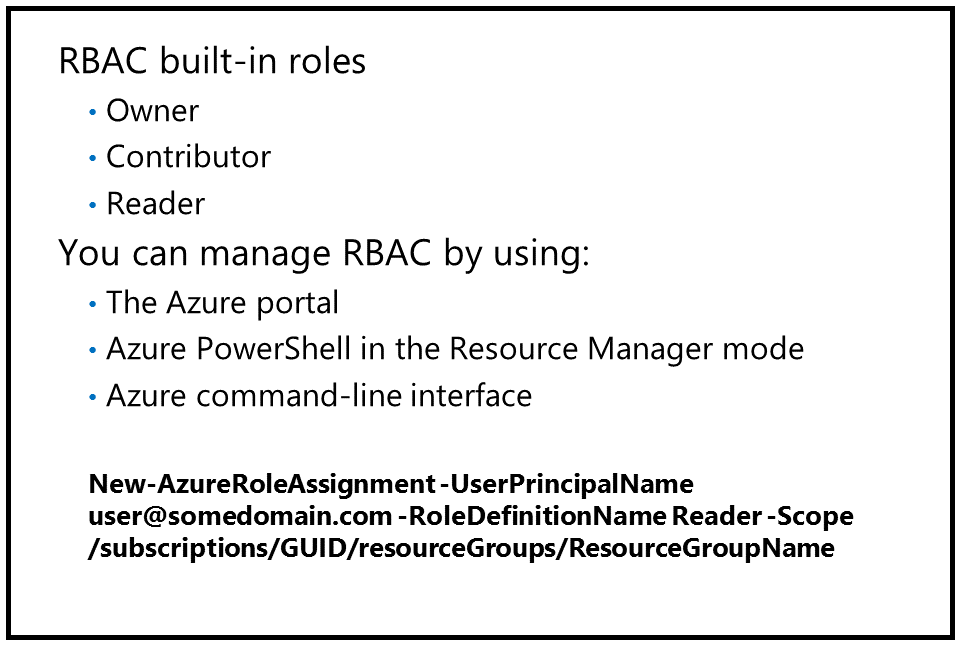 RBAC built-in roles
• Owner
• Contributor
• Reader
You can manage RBAC by using:
• The Azure portal
• Azure PowerShell in the Resource Manager mode
• Azure command-line interface
New-AzureRoleAssignment -UserPrincipalName
user@somedomain.com -RoleDefinitionName Reader -Scope
/subscriptions/GUID/resourceGroups/ResourceGroupName